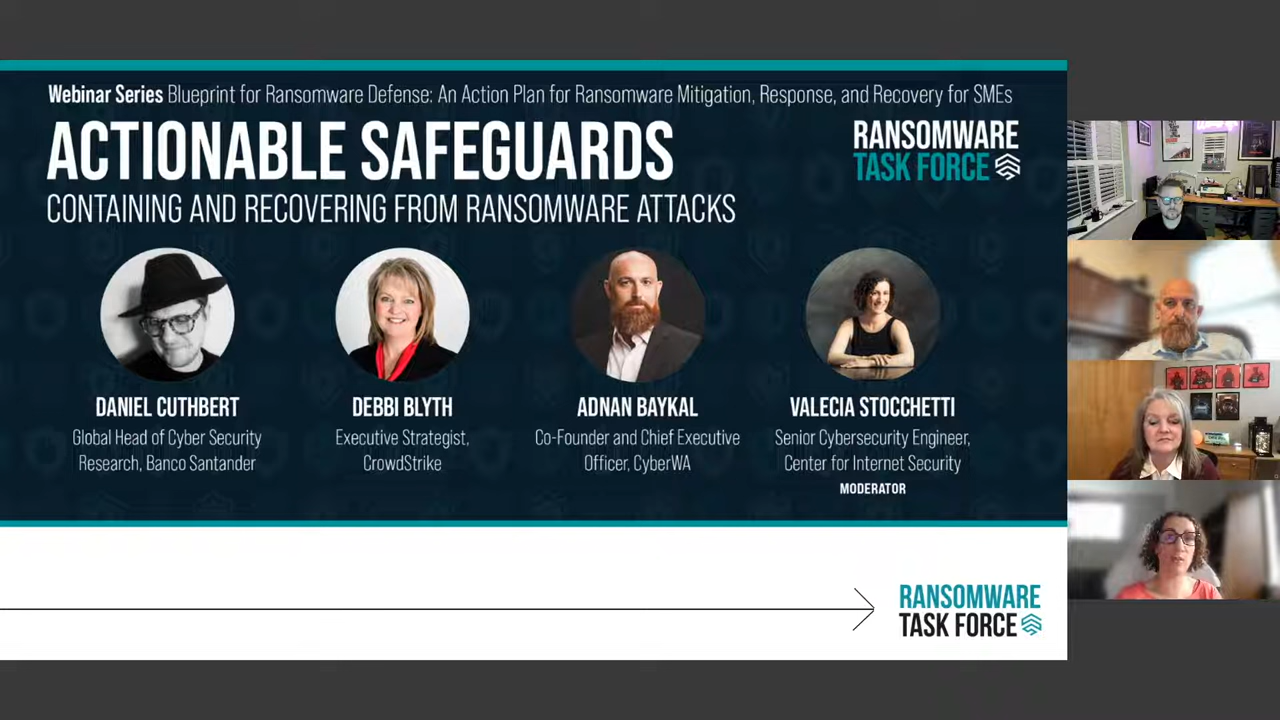 Webinar Series Blueprint for Ransomware Defense: An Action Plan for Ransomware Mitigation, Response, and Recovery for SMEs
ACTIONABLE SAFEGUARDS
CONTAINING AND RECOVERING FROM RANSOMWARE ATTACKS
RANSOMWARE
TASK FORCE
DANIEL CUTHBERT
Global Head of Cyber Security
Research, Banco Santander
DEBBI BLYTH
Executive Strategist,
CrowdStrike
ADNAN BAYKAL
Co-Founder and Chief Executive
Officer, CyberWA
VALECIA STOCCHETTI
Senior Cybersecurity Engineer,
Center for Internet Security
MODERATOR
RANSOMWARE
TASK FORCE